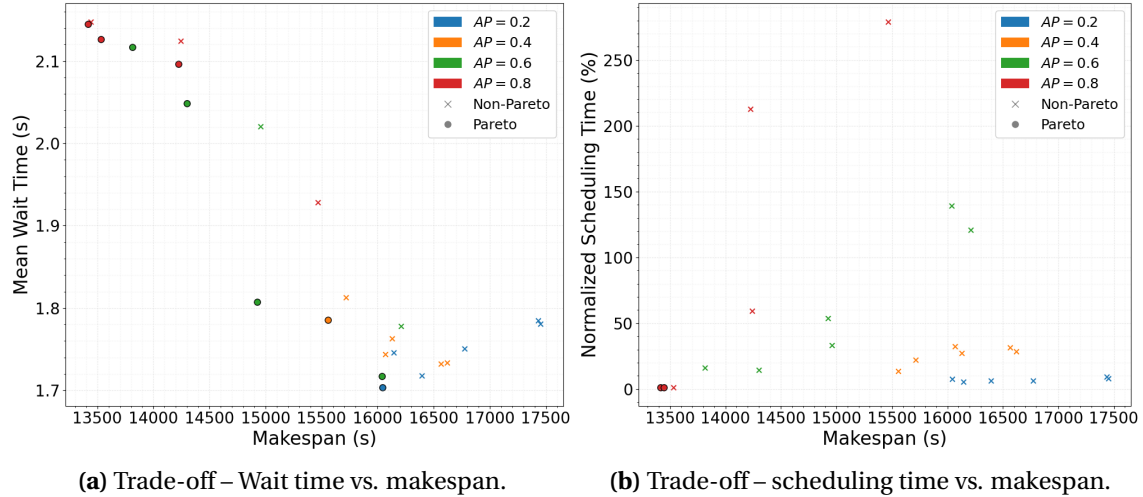 2.1
2.0
1.9
1.8
1.7
Mean Wait Time (s)
13500 14000 14500 15000 15500 16000 16500 17000 17500
Makespan (s)
AP = 0.2
AP = 0.4
AP = 0.6
AP = 0.8
Non-Pareto
Pareto
(a) Trade-off – Wait time vs. makespan.
250
200
150
100
50
0
Normalized Scheduling Time (%)
13000 13500 14000 14500 15000 15500 16000 16500 17000 17500
Makespan (s)
AP = 0.2
AP = 0.4
AP = 0.6
AP = 0.8
Non-Pareto
Pareto
(b) Trade-off – scheduling time vs. makespan.